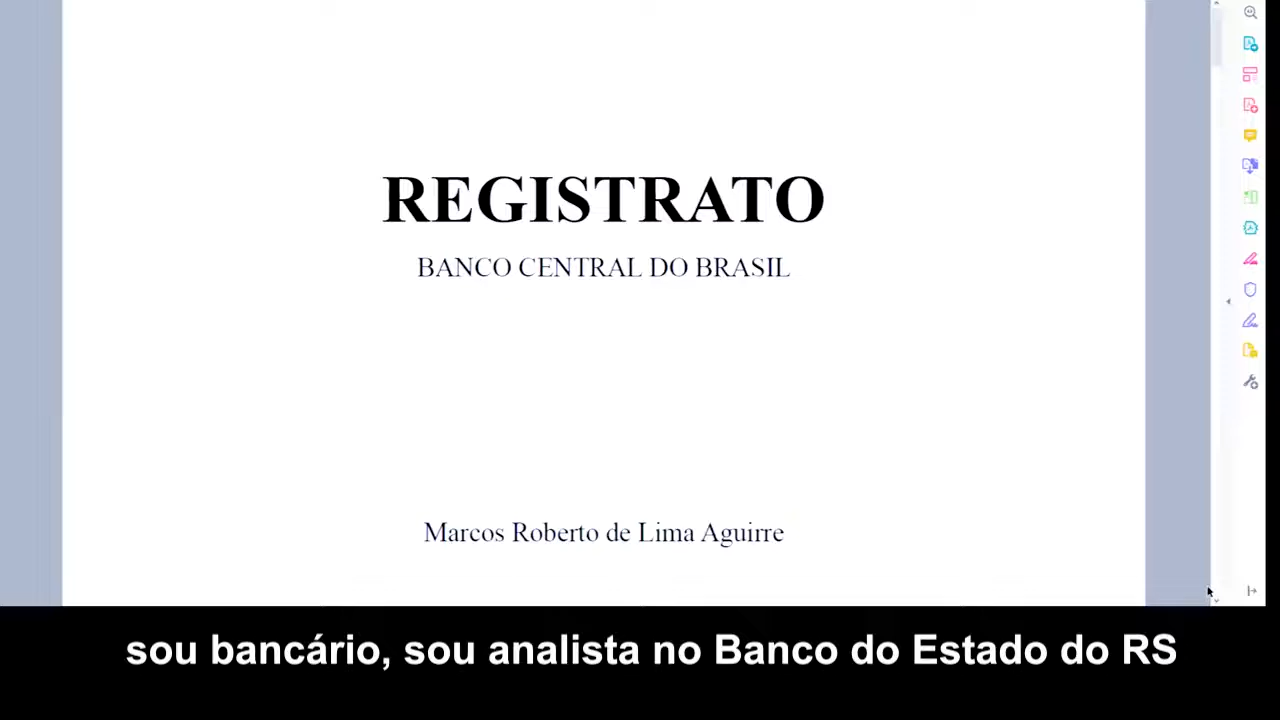 REGISTRATO
BANCO CENTRAL DO BRASIL
Marcos Roberto de Lima Aguirre
sou bancário, sou analista no Banco do Estado do RS